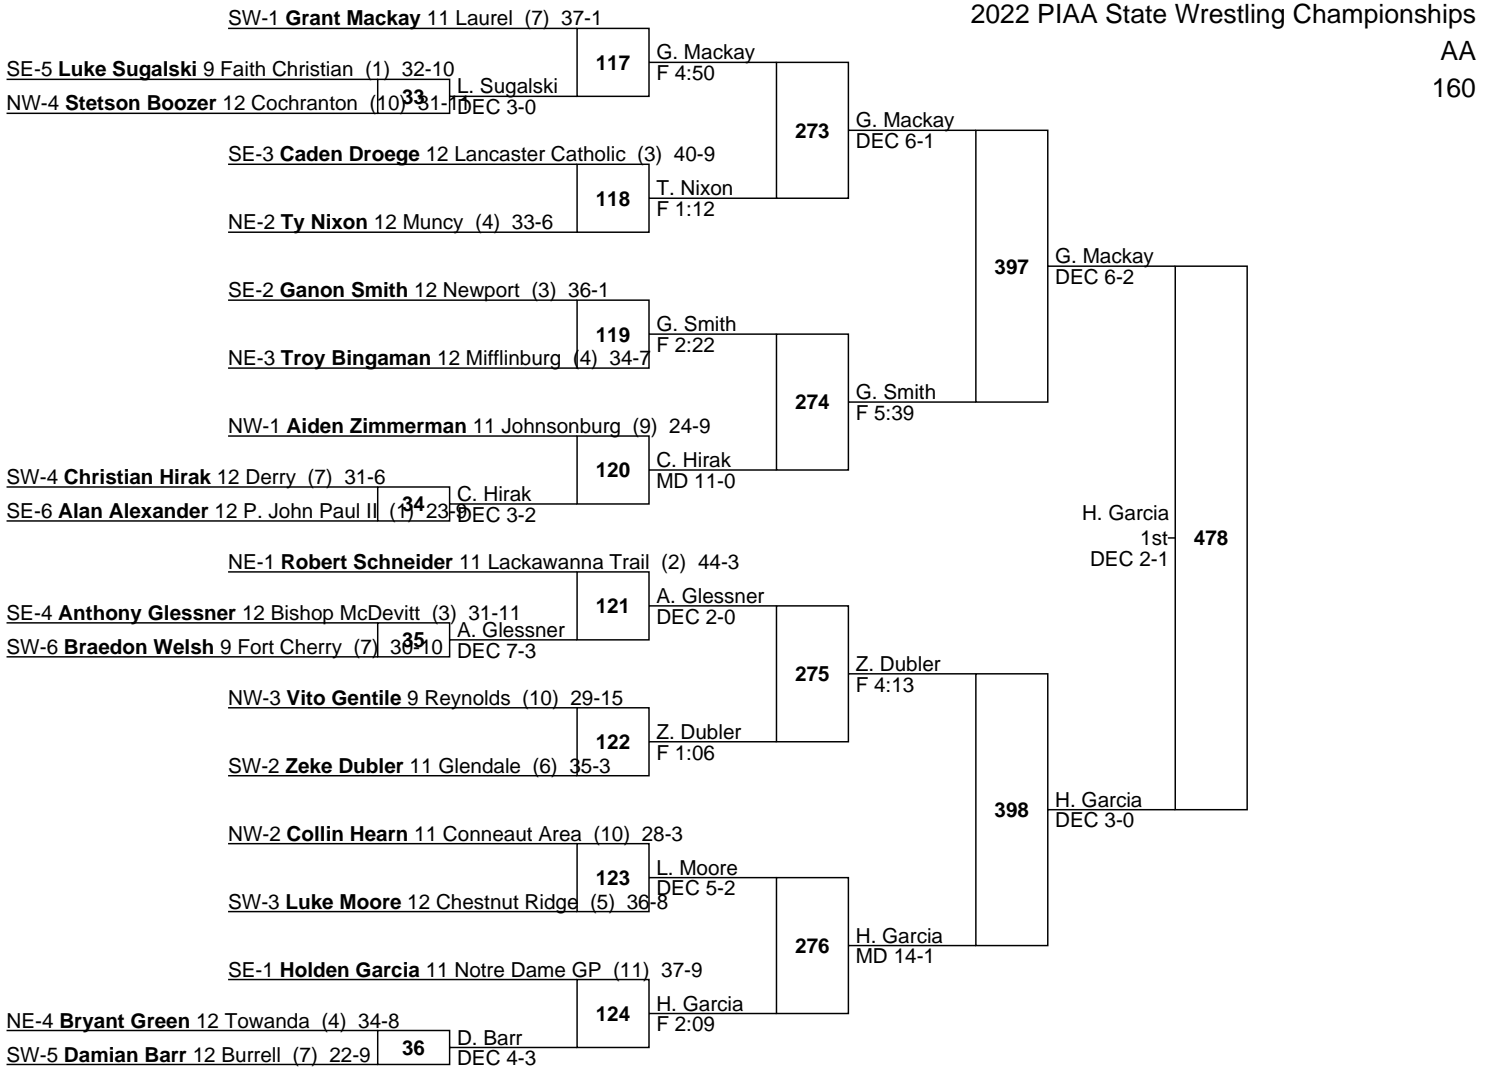 2022 PIAA State Wrestling Championships
AA
160
SW-1 Grant Mackay 11 Laurel (7) 37-1
117
G. Mackay
F 4:50
SE-5 Luke Sugalski 9 Faith Christian (1) 32-10
33
L. Sugalski
DEC 3-0
NW-4 Stetson Boozer 12 Cochranton (10) 31-11
273
G. Mackay
DEC 6-1
SE-3 Caden Droege 12 Lancaster Catholic (3) 40-9
118
T. Nixon
F 1:12
NE-2 Ty Nixon 12 Muncy (4) 33-6
397
G. Mackay
DEC 6-2
SE-2 Ganon Smith 12 Newport (3) 36-1
119
G. Smith
F 2:22
NE-3 Troy Bingaman 12 Mifflinburg (4) 34-7
274
G. Smith
F 5:39
NW-1 Aiden Zimmerman 11 Johnsonburg (9) 24-9
120
C. Hirak
MD 11-0
SW-4 Christian Hirak 12 Derry (7) 31-6
34
C. Hirak
DEC 3-2
SE-6 Alan Alexander 12 P. John Paul II (1) 23-9
H. Garcia
1st
DEC 2-1
478
NE-1 Robert Schneider 11 Lackawanna Trail (2) 44-3
121
A. Glessner
DEC 2-0
SE-4 Anthony Glessner 12 Bishop McDevitt (3) 31-11
35
A. Glessner
DEC 7-3
SW-6 Braedon Welsh 9 Fort Cherry (7) 30-10
275
Z. Dubler
F 4:13
NW-3 Vito Gentile 9 Reynolds (10) 29-15
122
Z. Dubler
F 1:06
SW-2 Zeke Dubler 11 Glendale (6) 35-3
398
H. Garcia
DEC 3-0
NW-2 Collin Hearn 11 Conneaut Area (10) 28-3
123
L. Moore
DEC 5-2
SW-3 Luke Moore 12 Chestnut Ridge (5) 36-8
276
H. Garcia
MD 14-1
SE-1 Holden Garcia 11 Notre Dame GP (11) 37-9
124
H. Garcia
F 2:09
NE-4 Bryant Green 12 Towanda (4) 34-8
36
D. Barr
DEC 4-3
SW-5 Damian Barr 12 Burrell (7) 22-9